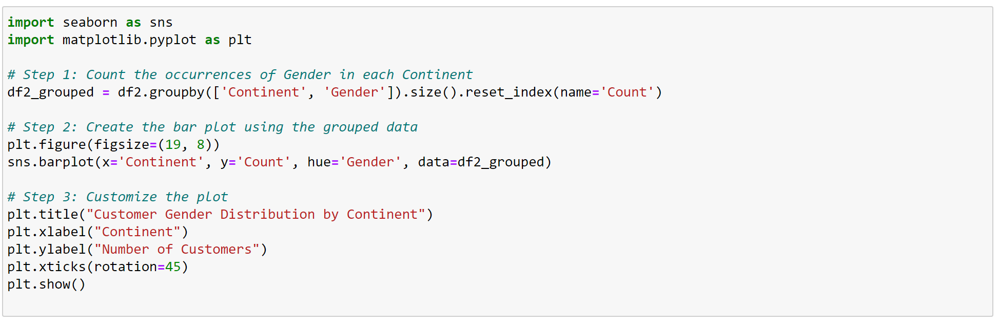 import seaborn as sns
import matplotlib.pyplot as plt
# Step 1: Count the occurrences of Gender in each Continent
df2_grouped = df2.groupby(['Continent', 'Gender']).size().reset_index(name='Count')
# Step 2: Create the bar plot using the grouped data
plt.figure(figsize=(19, 8))
sns.barplot(x='Continent', y='Count', hue='Gender', data=df2_grouped)
# Step 3: Customize the plot
plt.title("Customer Gender Distribution by Continent")
plt.xlabel("Continent")
plt.ylabel("Number of Customers")
plt.xticks(rotation=45)
plt.show()